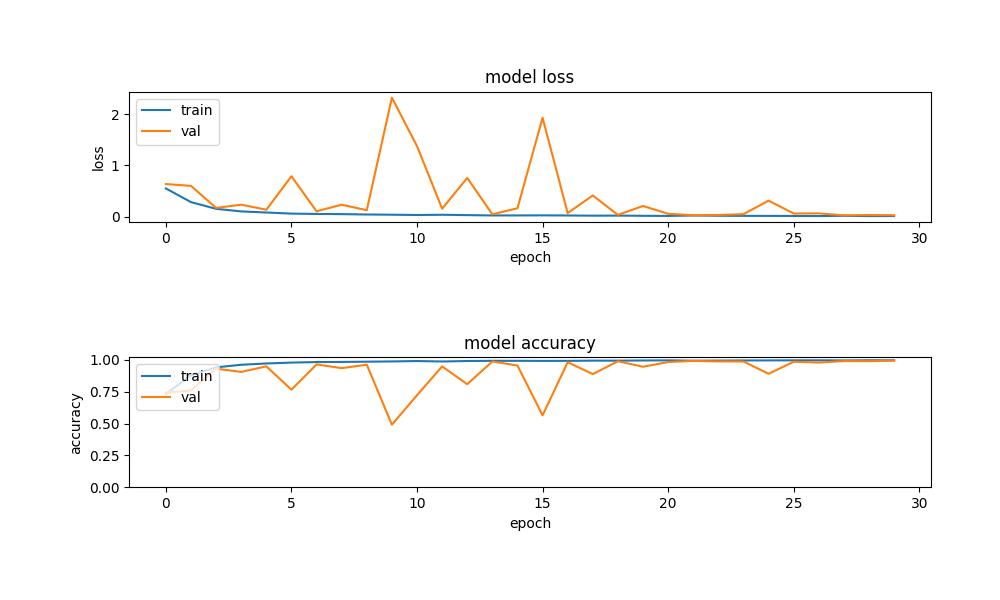 model loss
train
val
loss
2
1
0
0 5 10 15 20 25 30
epoch
model accuracy
train
val
accuracy
1.00
0.75
0.50
0.25
0.00
0 5 10 15 20 25 30
epoch